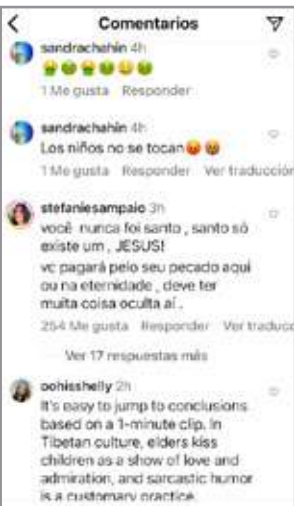 Comentarios
sandrachahin 4h
🤮🤢🤮🤢🤮🤢
1 Me gusta Responder
sandrachahin 4h
Los niños no se tocan😡🤬
1 Me gusta Responder Ver traducción
stefaniesampaio 3h
você nunca foi santo , santo só
existe um , JESUS!
vc pagará pelo seu pecado aqui
ou na eternidade , deve ter
muita coisa oculta aí .
254 Me gusta Responder Ver traducc
Ver 17 respuestas más
oohisshelly 2h
It's easy to jump to conclusions
based on a 1-minute clip. In
Tibetan culture, elders kiss
children as a show of love and
admiration, and sarcastic humor
is a customary practice.